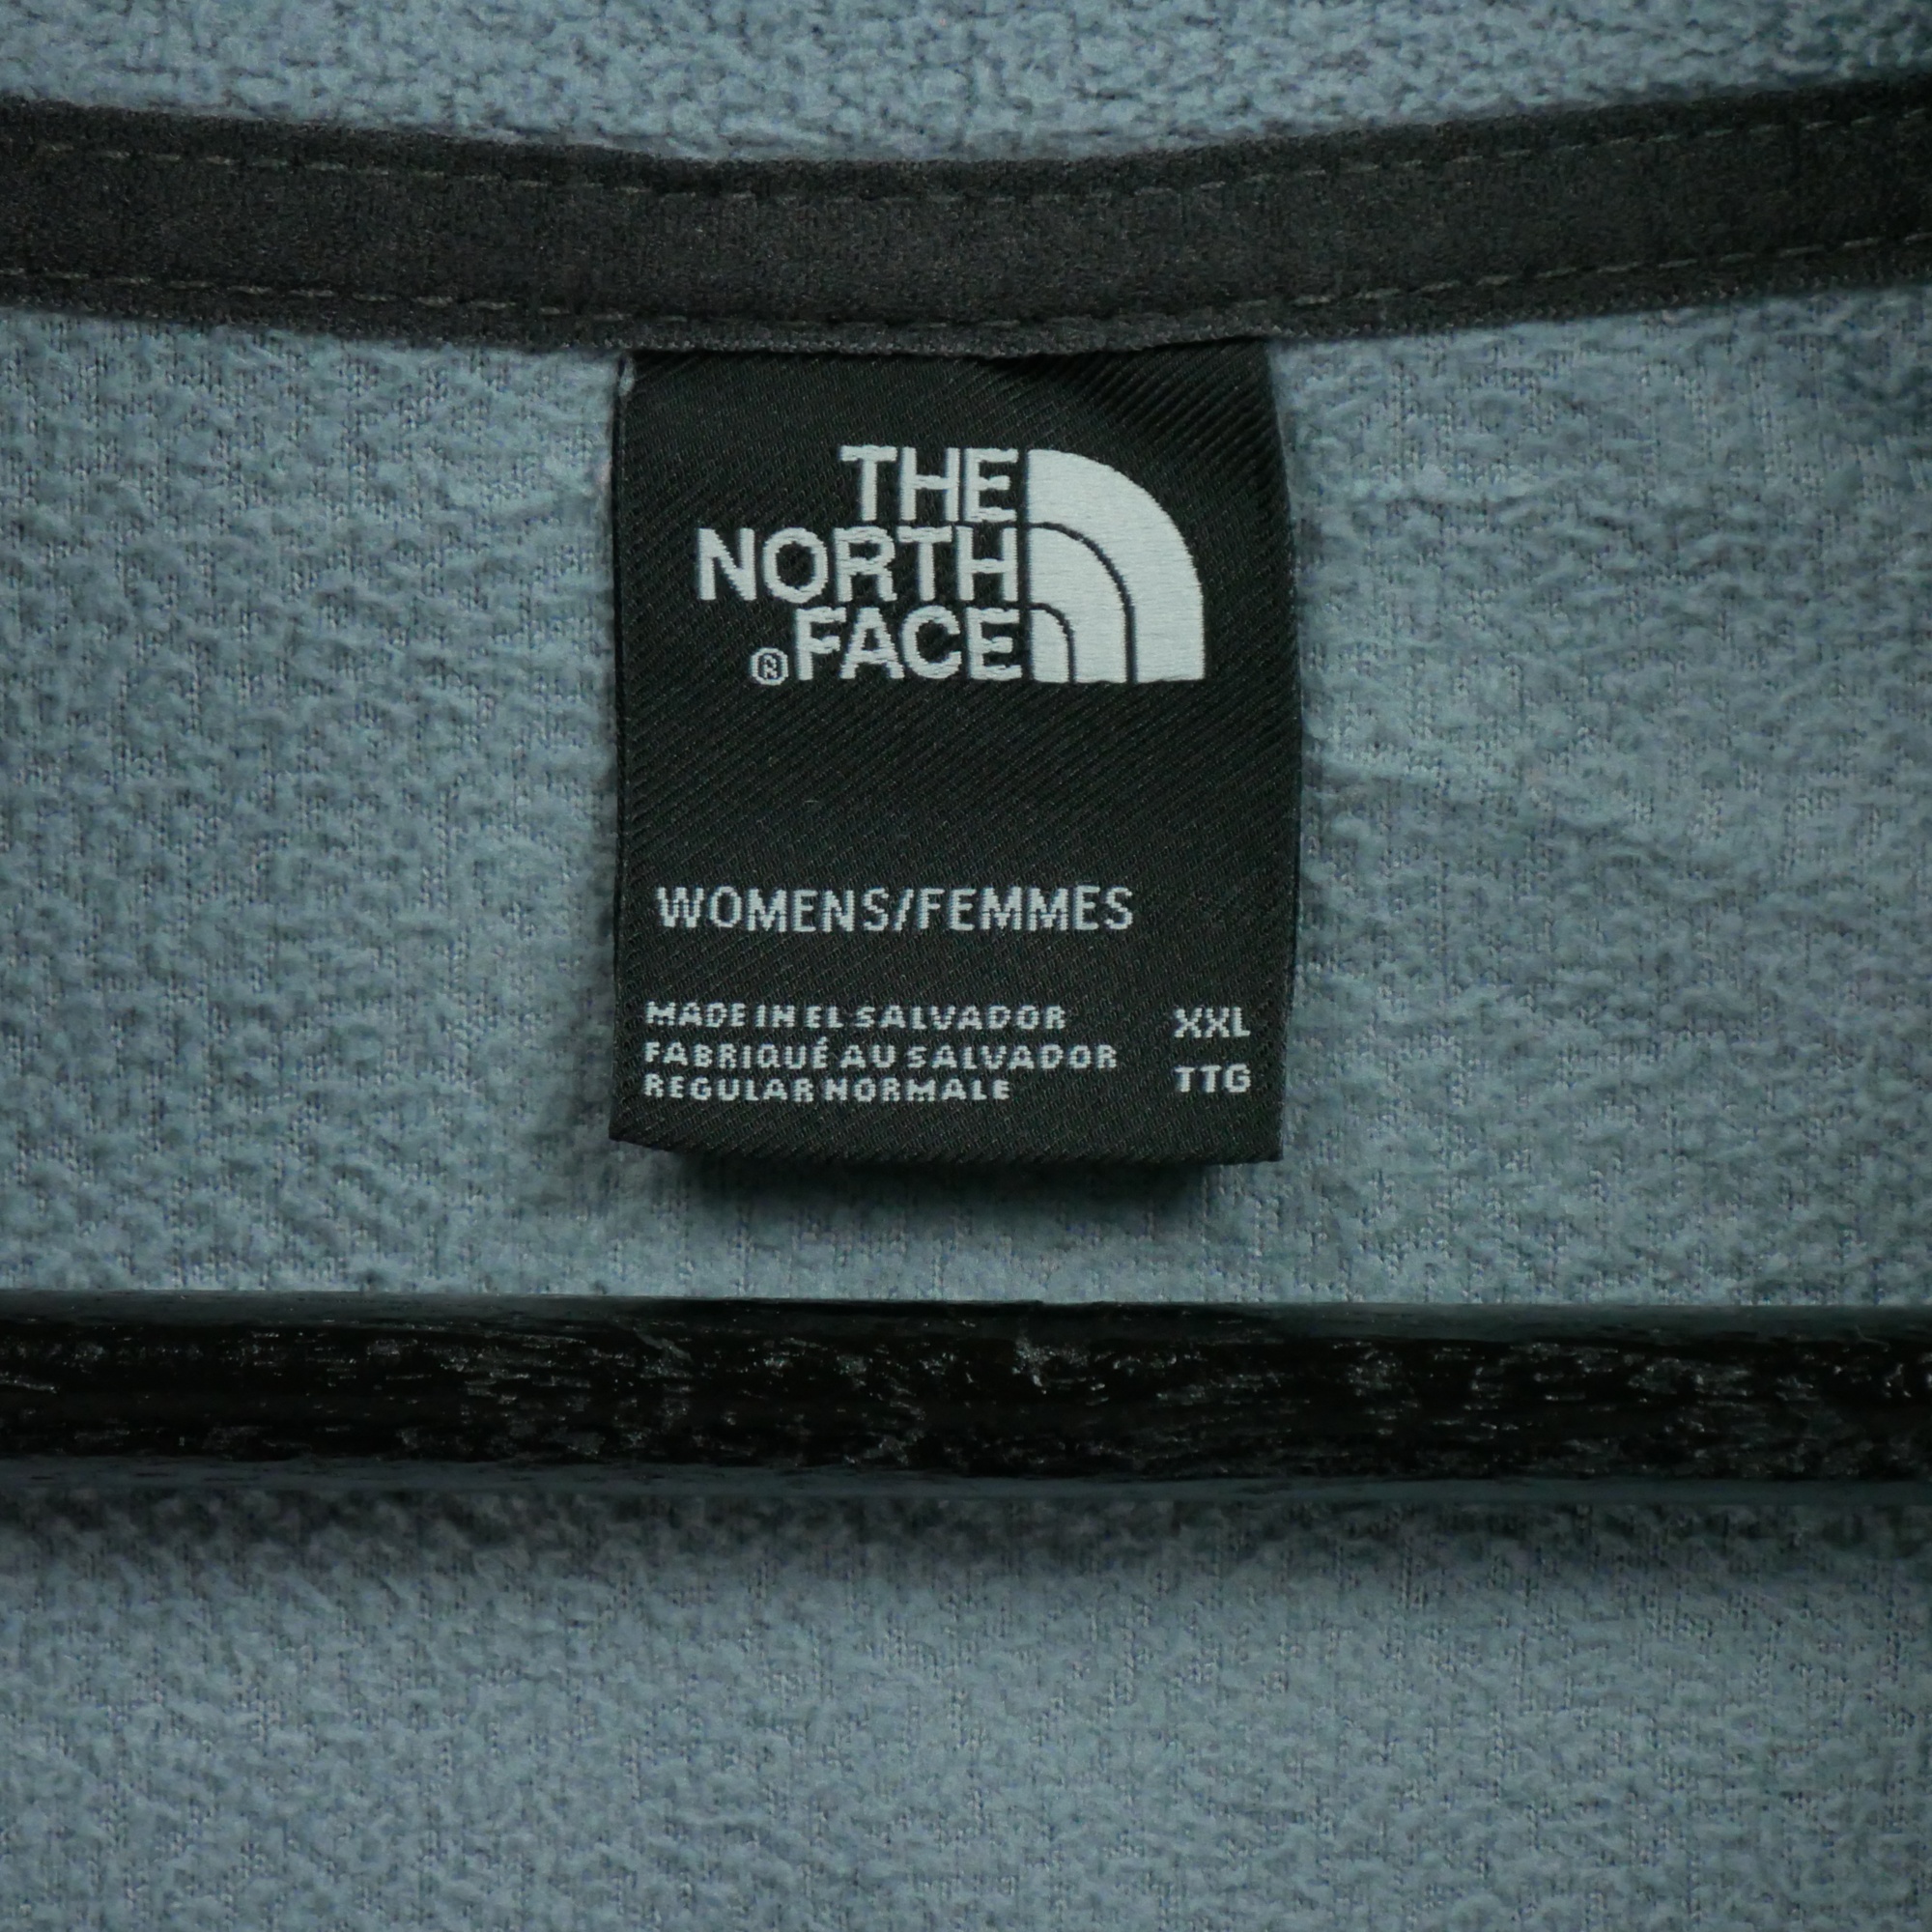 THE
NORTH
®FACE
WOMENS/FEMMES
MADE IN EL SALVADOR XXL
FABRIQUÉ AU SALVADOR TTG
REGULAR NORMALE